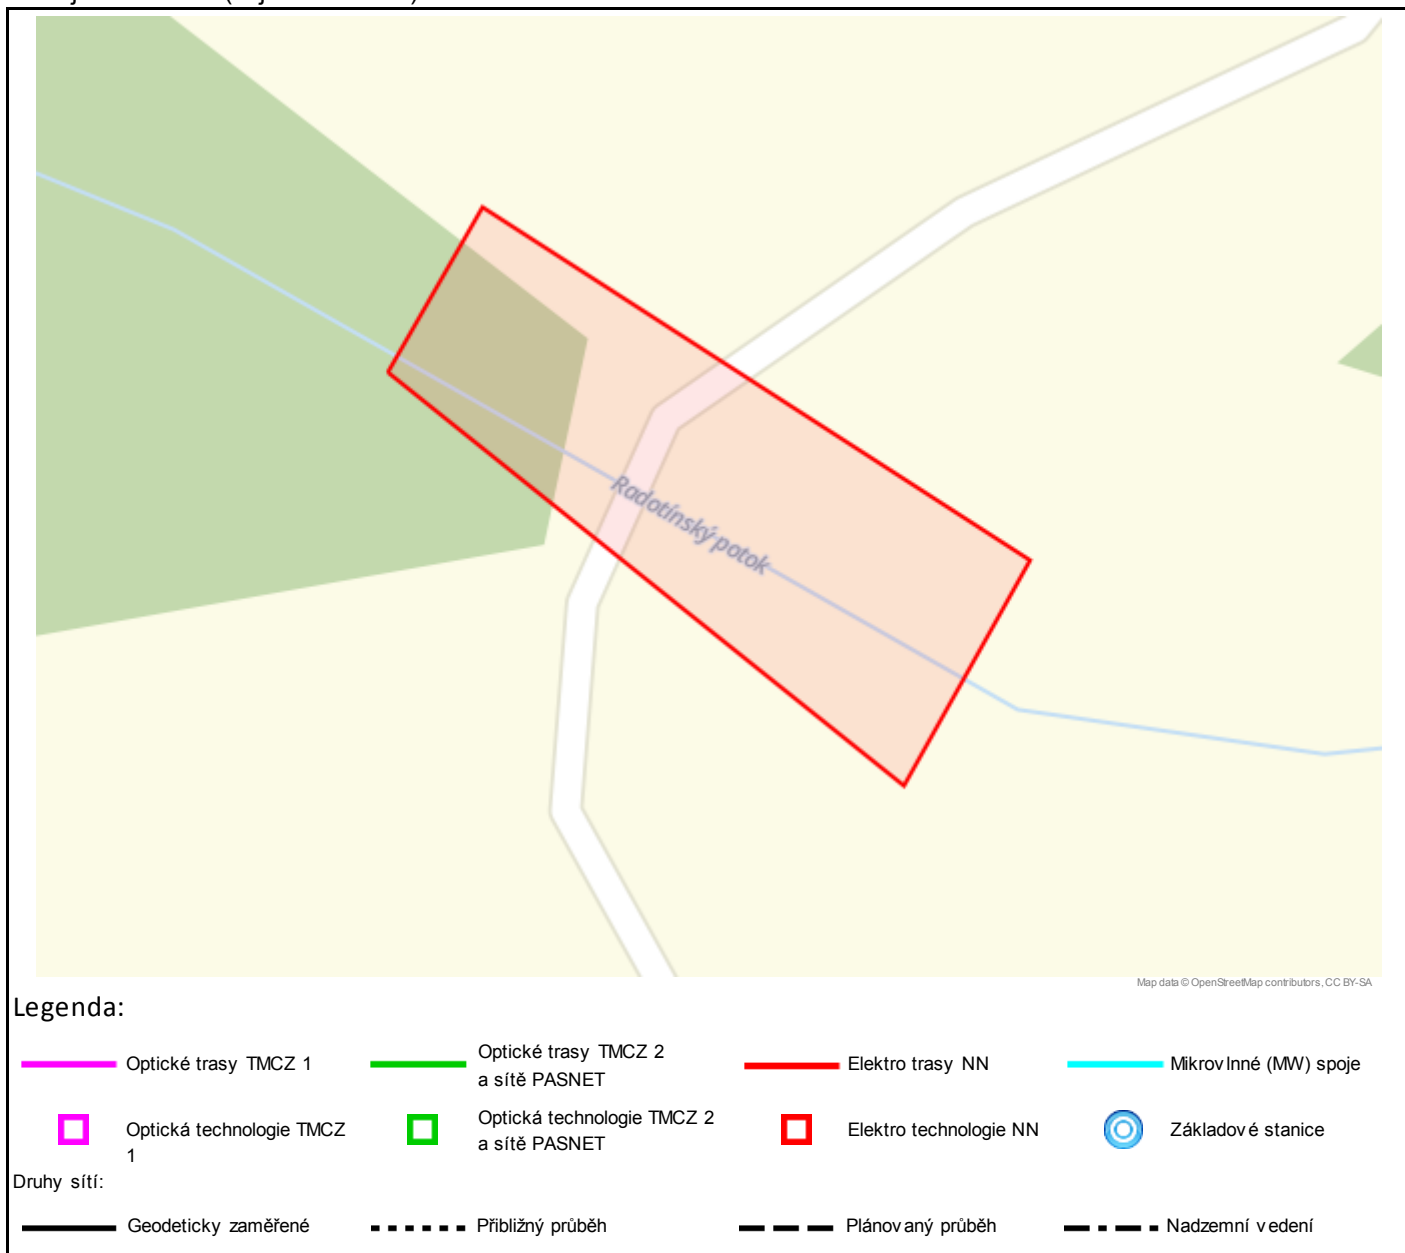 Radotínský potok
Map data © OpenStreetMap contributors, CC BY-SA
Legenda:
Optické trasy TMCZ 1
Optické trasy TMCZ 2
a sítě PASNET
Elektro trasy NN
Mikrovlnné (MW) spoje
Optická technologie TMCZ
1
Optická technologie TMCZ 2
a sítě PASNET
Elektro technologie NN
Základové stanice
Druhy sítí:
Geodeticky zaměřené
Přibližný průběh
Plánovaný průběh
Nadzemní vedení